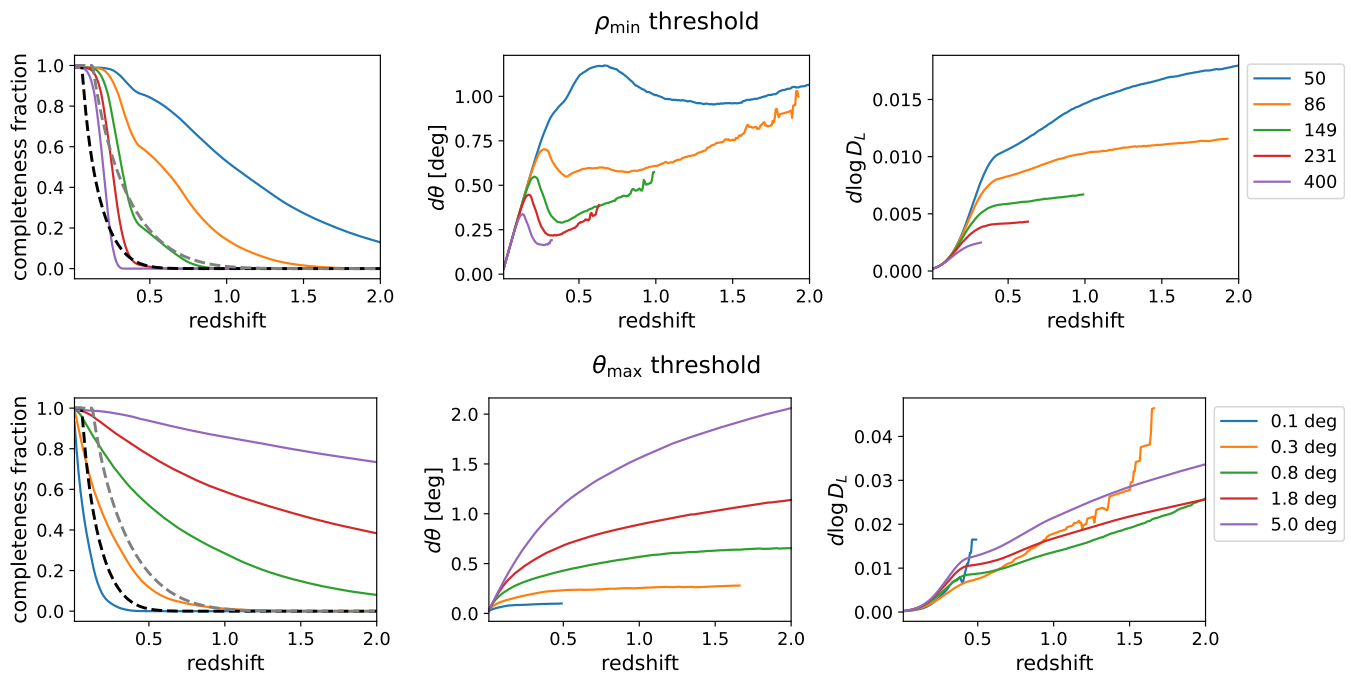 ρmin threshold
completeness fraction
1.0
0.8
0.6
0.4
0.2
0.0
0.5 1.0 1.5 2.0
redshift
dθ [deg]
1.00
0.75
0.50
0.25
0.00
0.5 1.0 1.5 2.0
redshift
d log DL
0.015
0.010
0.005
0.000
0.5 1.0 1.5 2.0
redshift
50
86
149
231
400
θmax threshold
completeness fraction
1.0
0.8
0.6
0.4
0.2
0.0
0.5 1.0 1.5 2.0
redshift
dθ [deg]
2.0
1.5
1.0
0.5
0.0
0.5 1.0 1.5 2.0
redshift
d log DL
0.04
0.03
0.02
0.01
0.00
0.5 1.0 1.5 2.0
redshift
0.1 deg
0.3 deg
0.8 deg
1.8 deg
5.0 deg